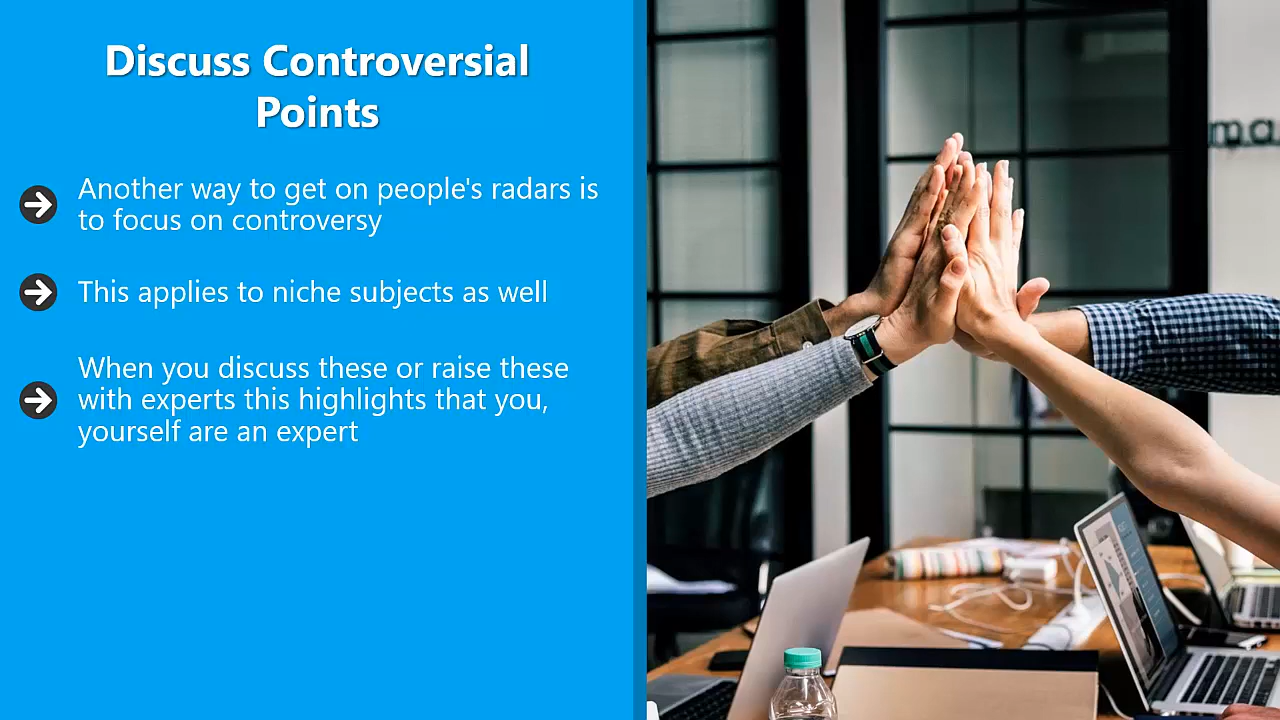 Discuss Controversial
Points
Another way to get on people's radars is
to focus on controversy
This applies to niche subjects as well
When you discuss these or raise these
with experts this highlights that you,
yourself are an expert